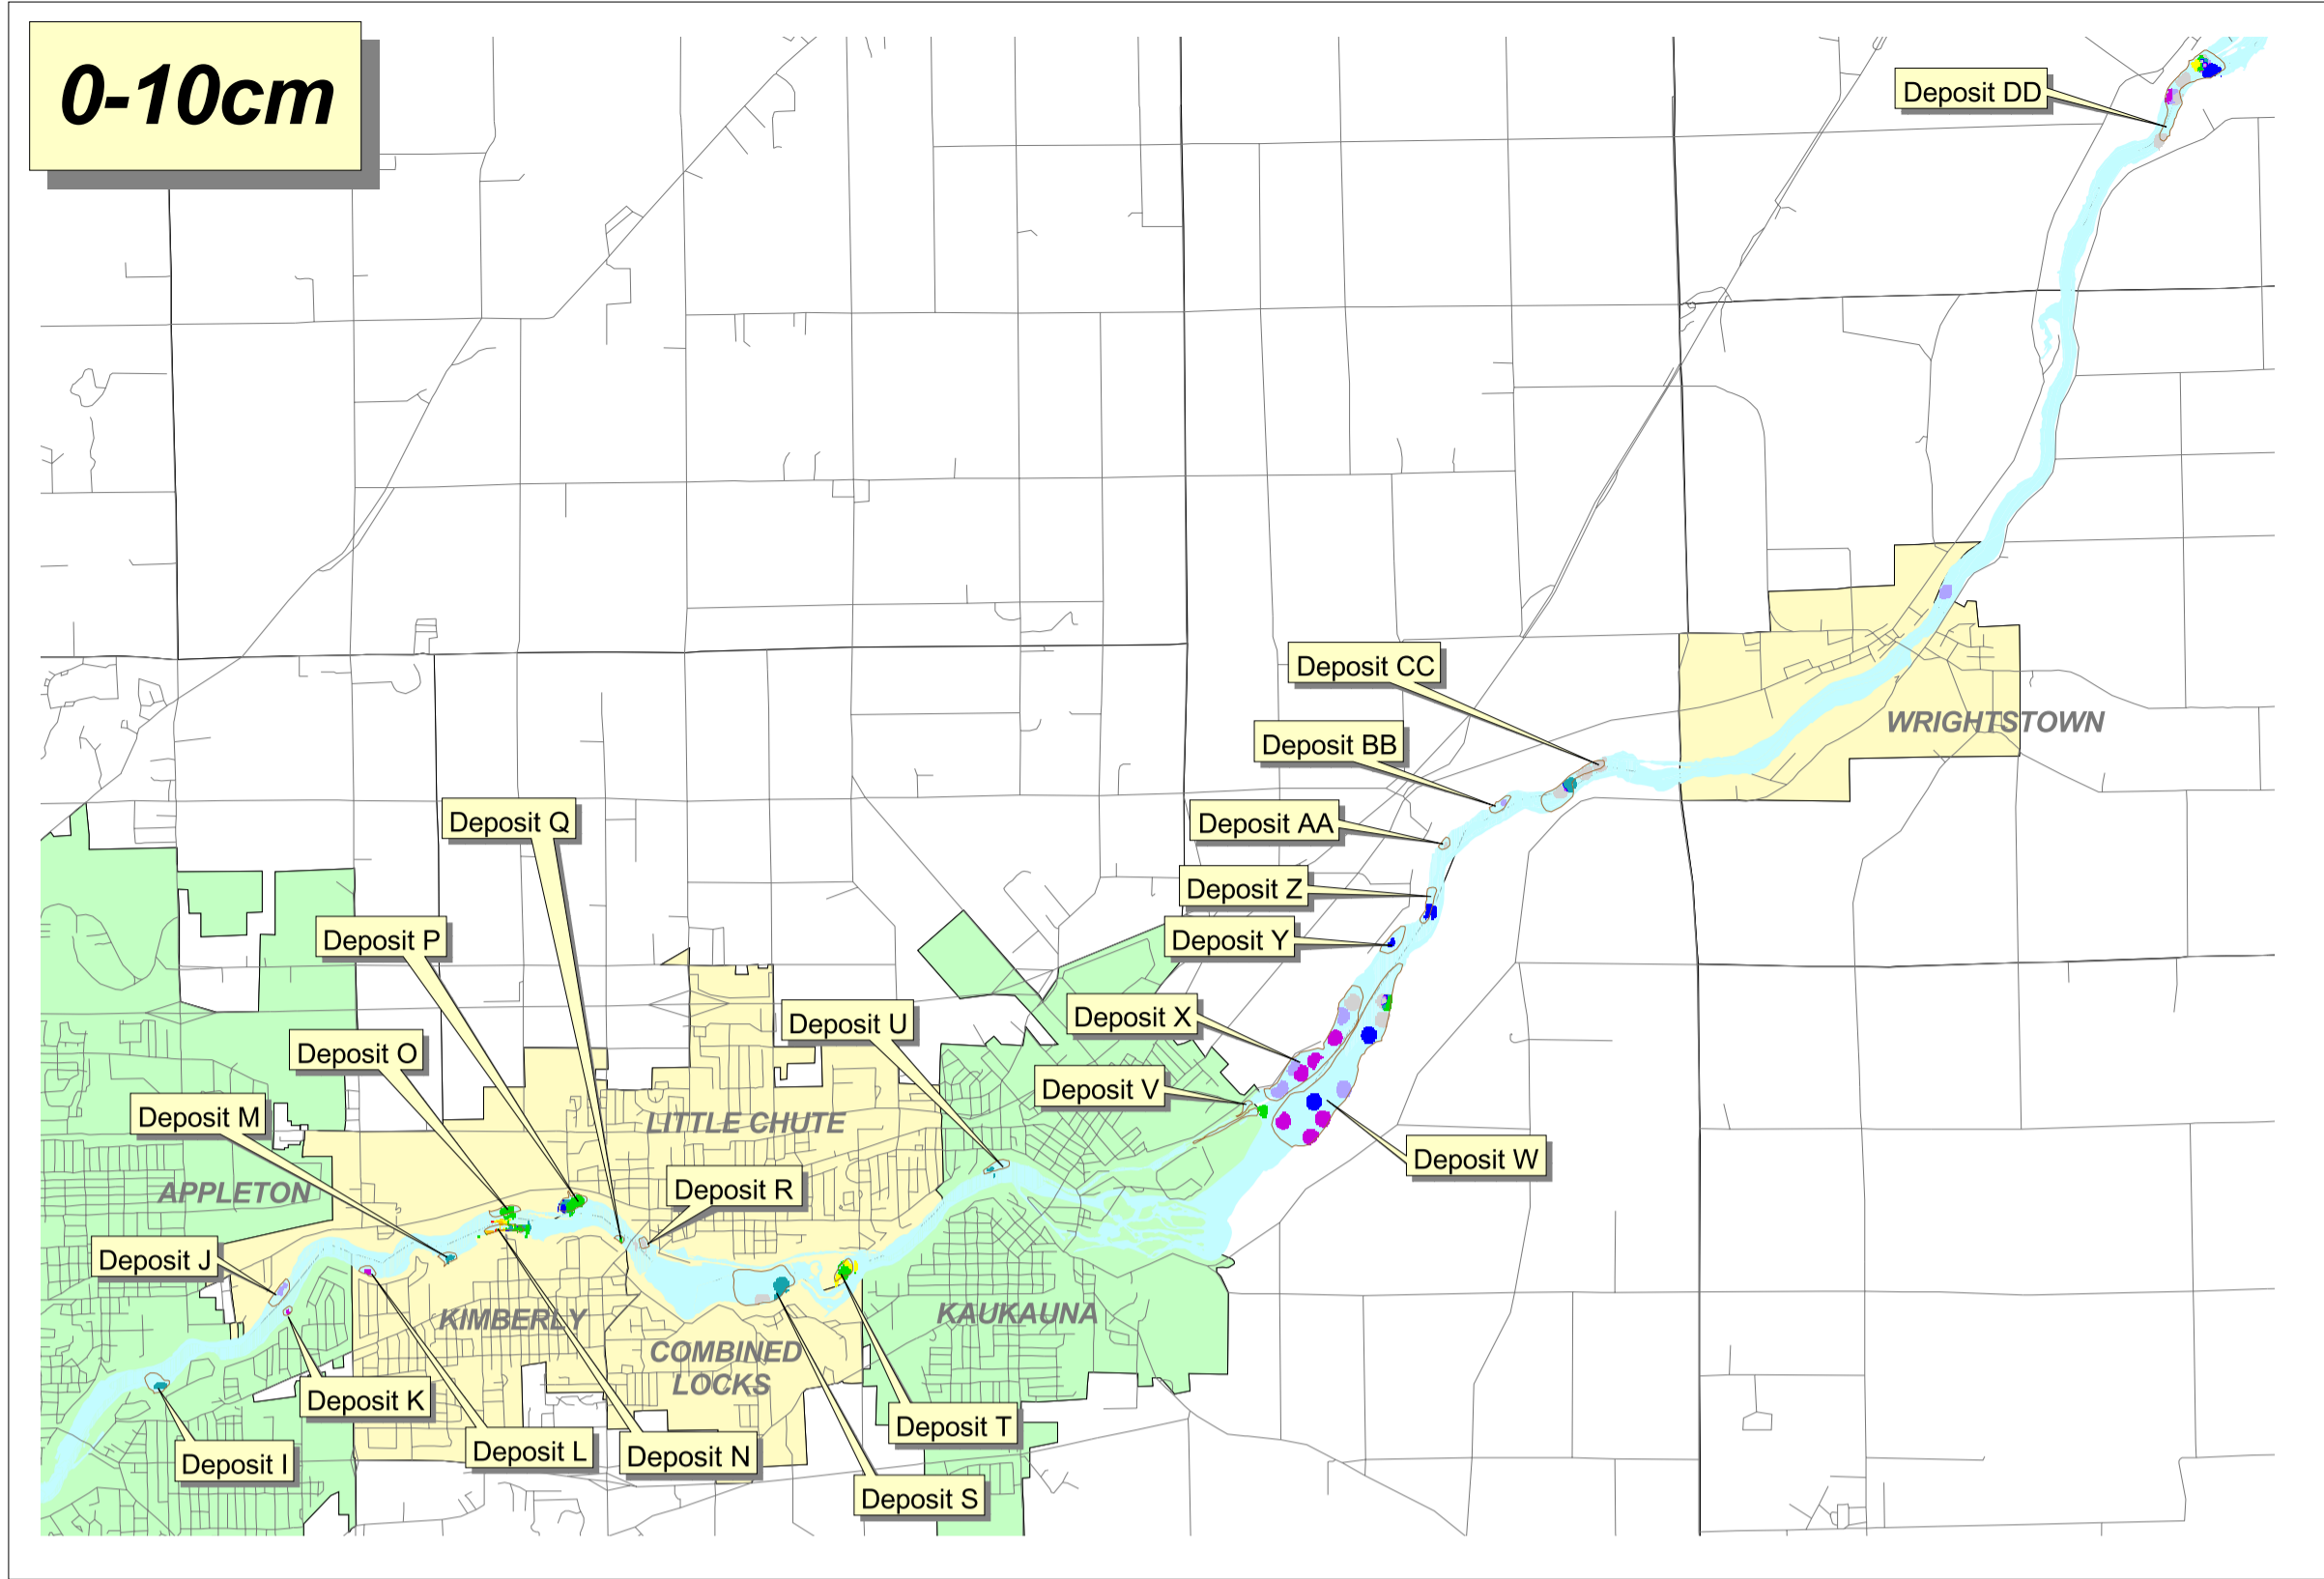 0-10cm
Deposit DD
Deposit CC
WRIGHTSTOWN
Deposit BB
Deposit Q
Deposit AA
Deposit Z
Deposit P
Deposit Y
Deposit X
Deposit U
Deposit O
Deposit V
Deposit M
LITTLE CHUTE
Deposit W
APPLETON
Deposit R
Deposit J
KIMBERLY
KAUKAUNA
COMBINED
LOCKS
Deposit K
Deposit T
Deposit L
Deposit N
Deposit I
Deposit S